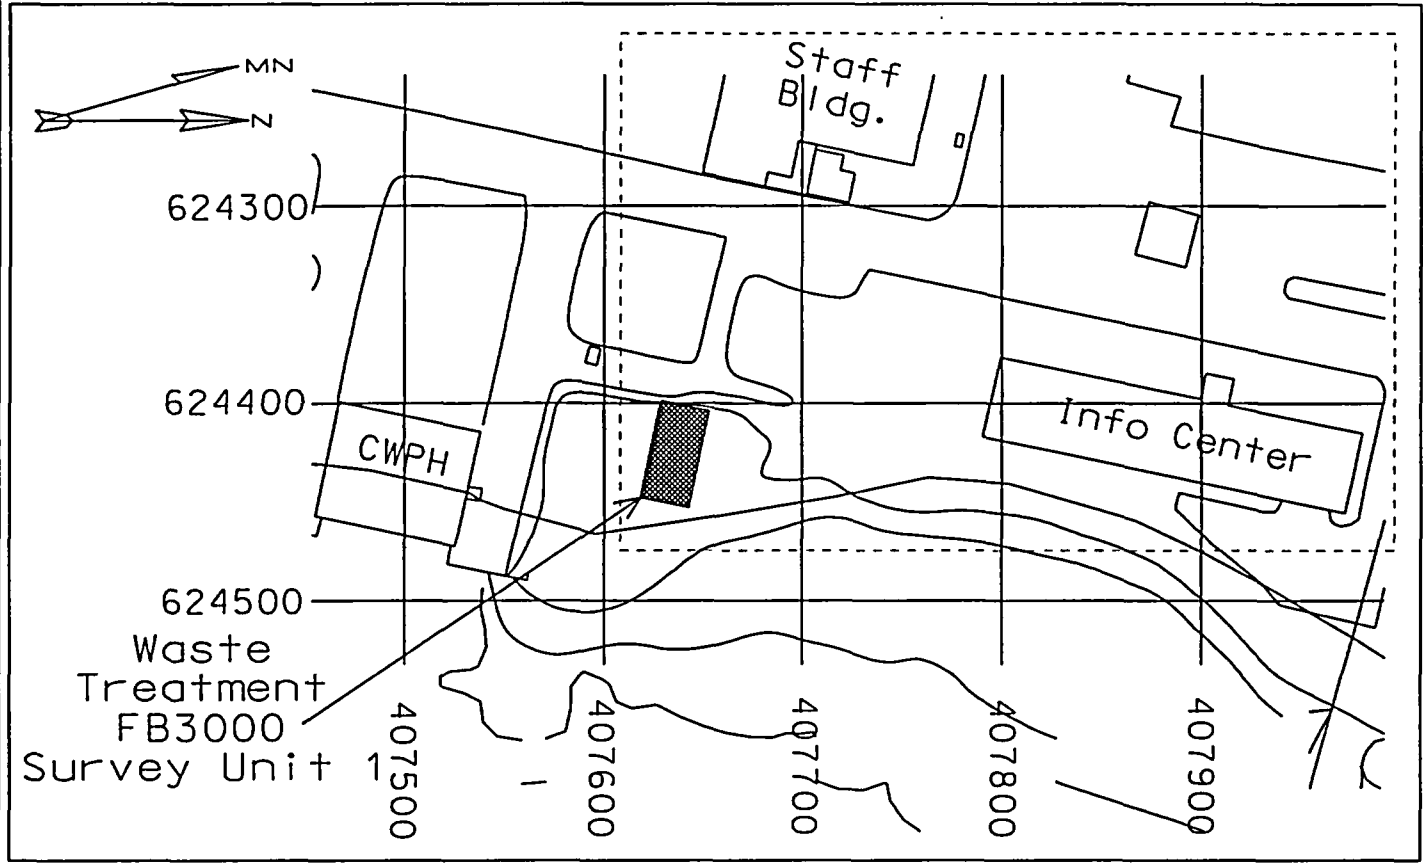 MN
N
Staff
Bldg.
624300
624400
CWPH
Info Center
624500
Waste
Treatment
FB3000
Survey Unit 1
407500
407600
407700
407800
407900